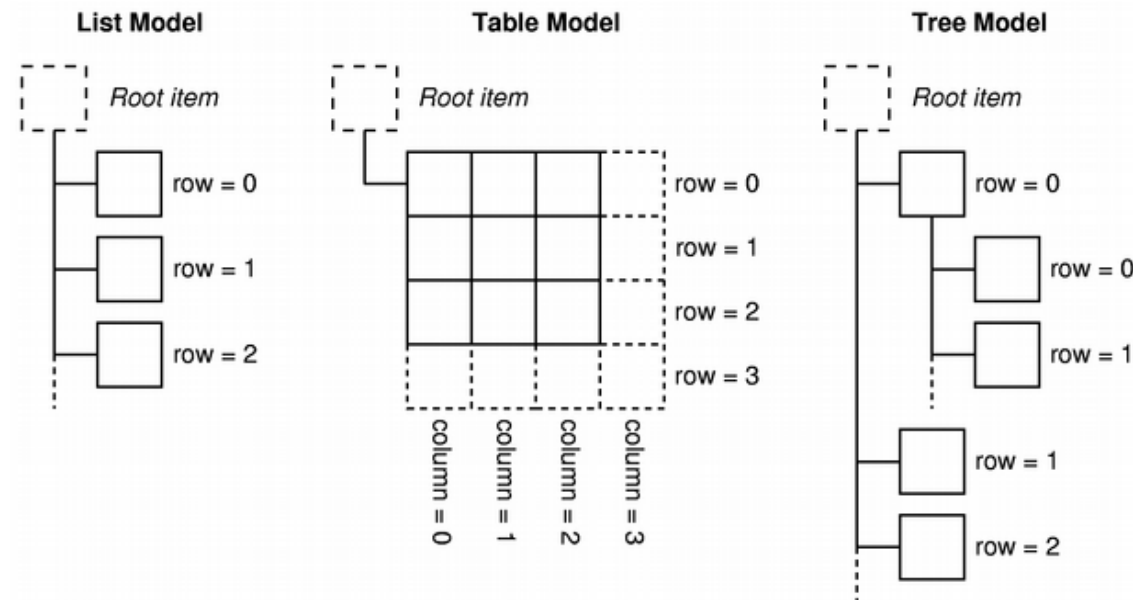 List Model
Root item
row = 0
row = 1
row = 2
Table Model
Root item
row = 0
row = 1
row = 2
row = 3
column = 0
column = 1
column = 2
column = 3
Tree Model
Root item
row = 0
row = 0
row = 1
row = 1
row = 2